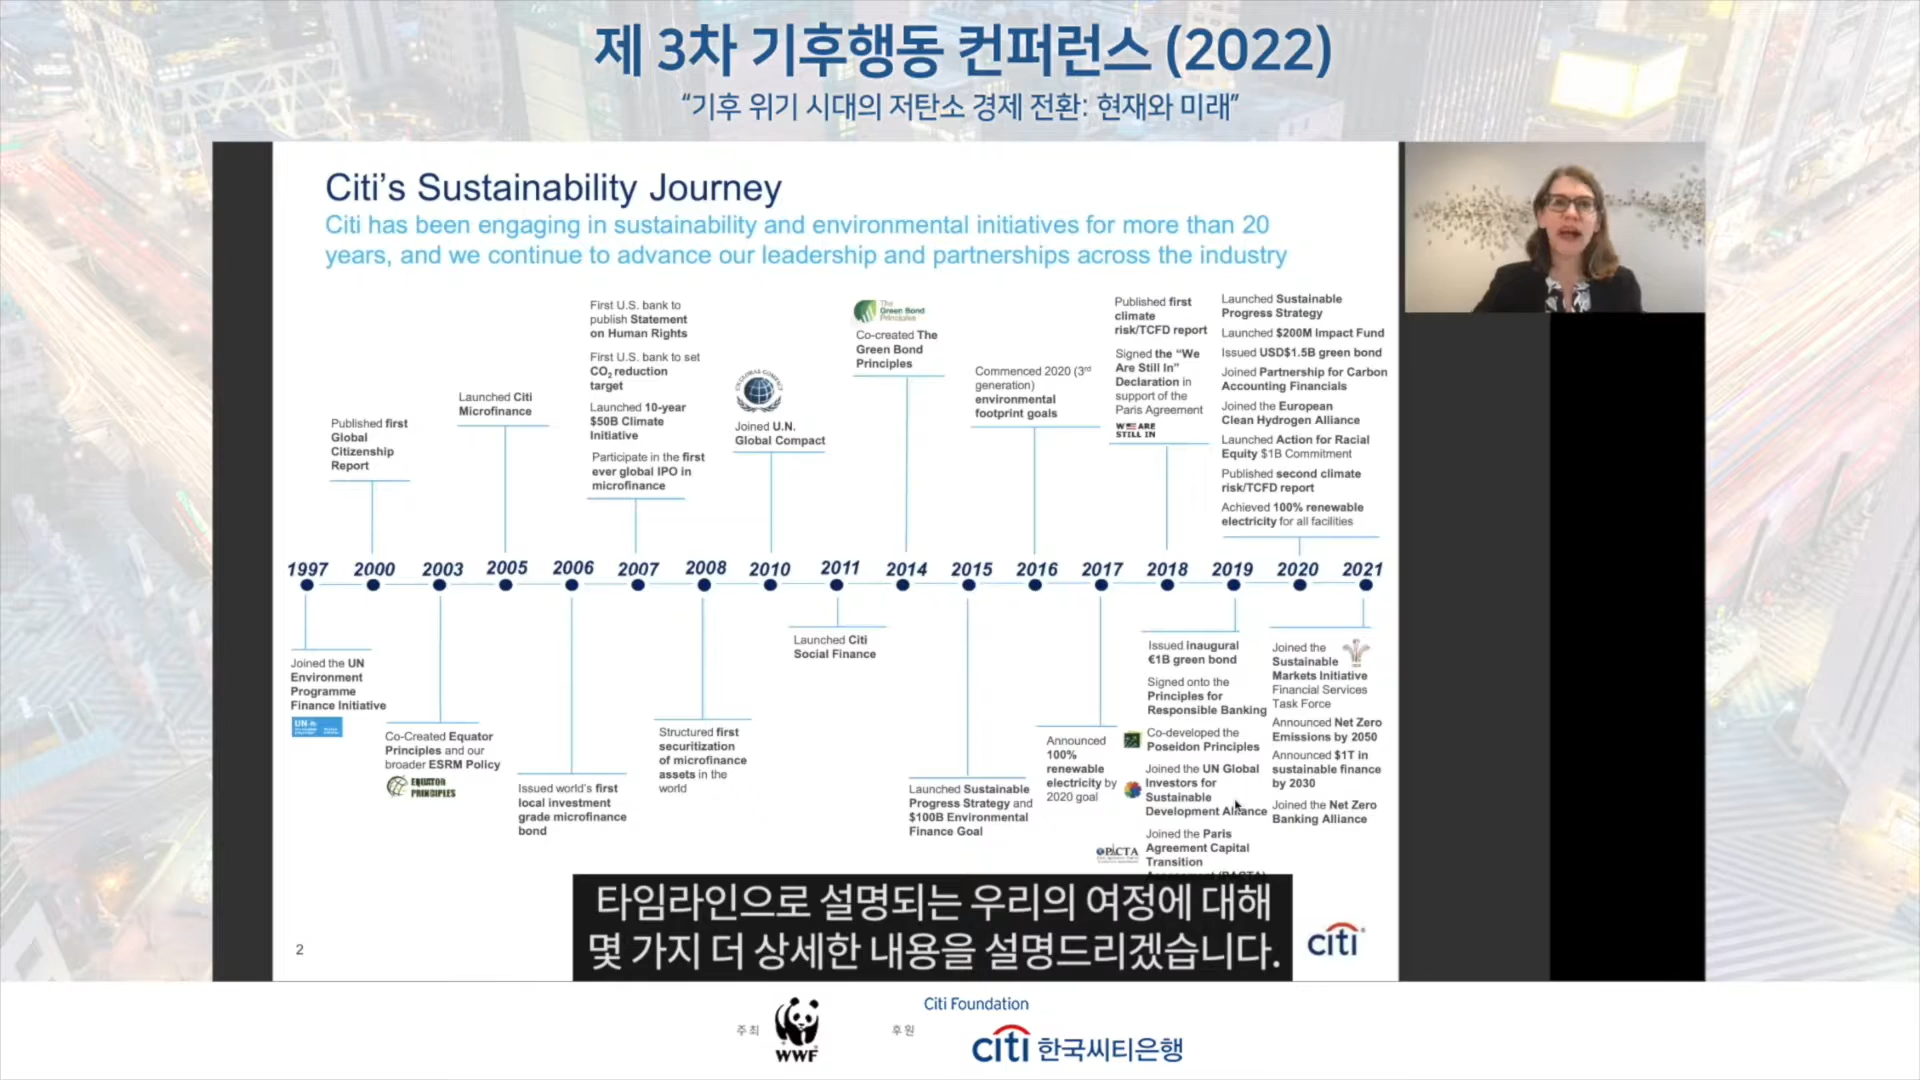 제 3차 기후행동 컨퍼런스 (2022)
“기후 위기 시대의 저탄소 경제 전환: 현재와 미래”
Citi’s Sustainability Journey
Citi has been engaging in sustainability and environmental initiatives for more than 20
years, and we continue to advance our leadership and partnerships across the industry
Published first
Global
Citizenship
Report
Launched Citi
Microfinance
First U.S. bank to
publish Statement
on Human Rights
First U.S. bank to set
CO2 reduction
target
Launched 10-year
$50B Climate
Initiative
Participate in the first
ever global IPO in
microfinance
Joined U.N.
Global Compact
The
Green Bond
Principles
Co-created The
Green Bond
Principles
Commenced 2020 (3rd
generation)
environmental
footprint goals
Published first
climate
risk/TCFD report
Signed the “We
Are Still In”
Declaration in
support of the
Paris Agreement
WE ARE
STILL IN
Launched Sustainable
Progress Strategy
Launched $200M Impact Fund
Issued USD$1.5B green bond
Joined Partnership for Carbon
Accounting Financials
Joined the European
Clean Hydrogen Alliance
Launched Action for Racial
Equity $1B Commitment
Published second climate
risk/TCFD report
Achieved 100% renewable
electricity for all facilities
1997 2000 2003 2005 2006 2007 2008 2010 2011 2014 2015 2016 2017 2018 2019 2020 2021
Joined the UN
Environment
Programme
Finance Initiative
UN
Co-Created Equator
Principles and our
broader ESRM Policy
EQUATOR
PRINCIPLES
Issued world’s first
local investment
grade microfinance
bond
Structured first
securitization
of microfinance
assets in the
world
Launched Citi
Social Finance
Launched Sustainable
Progress Strategy and
$100B Environmental
Finance Goal
Announced
100%
renewable
electricity by
2020 goal
Issued inaugural
€1B green bond
Signed onto the
Principles for
Responsible Banking
Co-developed the
Poseidon Principles
Joined the UN Global
Investors for
Sustainable
Development Alliance
PACTA
Joined the Paris
Agreement Capital
Transition
Assessment (PACTA)
Joined the
Sustainable
Markets Initiative
Financial Services
Task Force
Announced Net Zero
Emissions by 2050
Announced $1T in
sustainable finance
by 2030
Joined the Net Zero
Banking Alliance
타임라인으로 설명되는 우리의 여정에 대해
몇 가지 더 상세한 내용을 설명드리겠습니다.
2
citi
주최
WWF
후원
Citi Foundation
citi 한국씨티은행